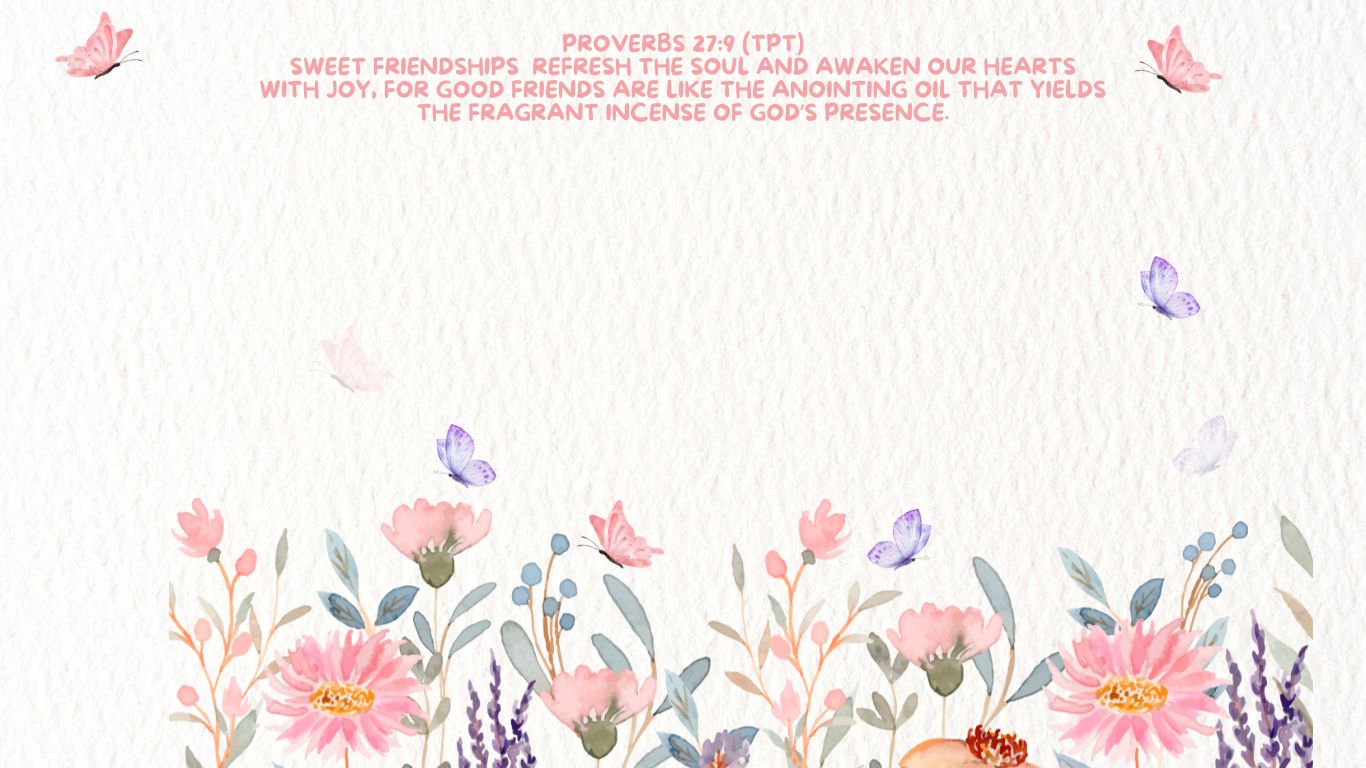 PROVERBS 27:9 (TPT)
SWEET FRIENDSHIPS REFRESH THE SOUL AND AWAKEN OUR HEARTS
WITH JOY, FOR GOOD FRIENDS ARE LIKE THE ANOINTING OIL THAT YIELDS
THE FRAGRANT INCENSE OF GOD'S PRESENCE.